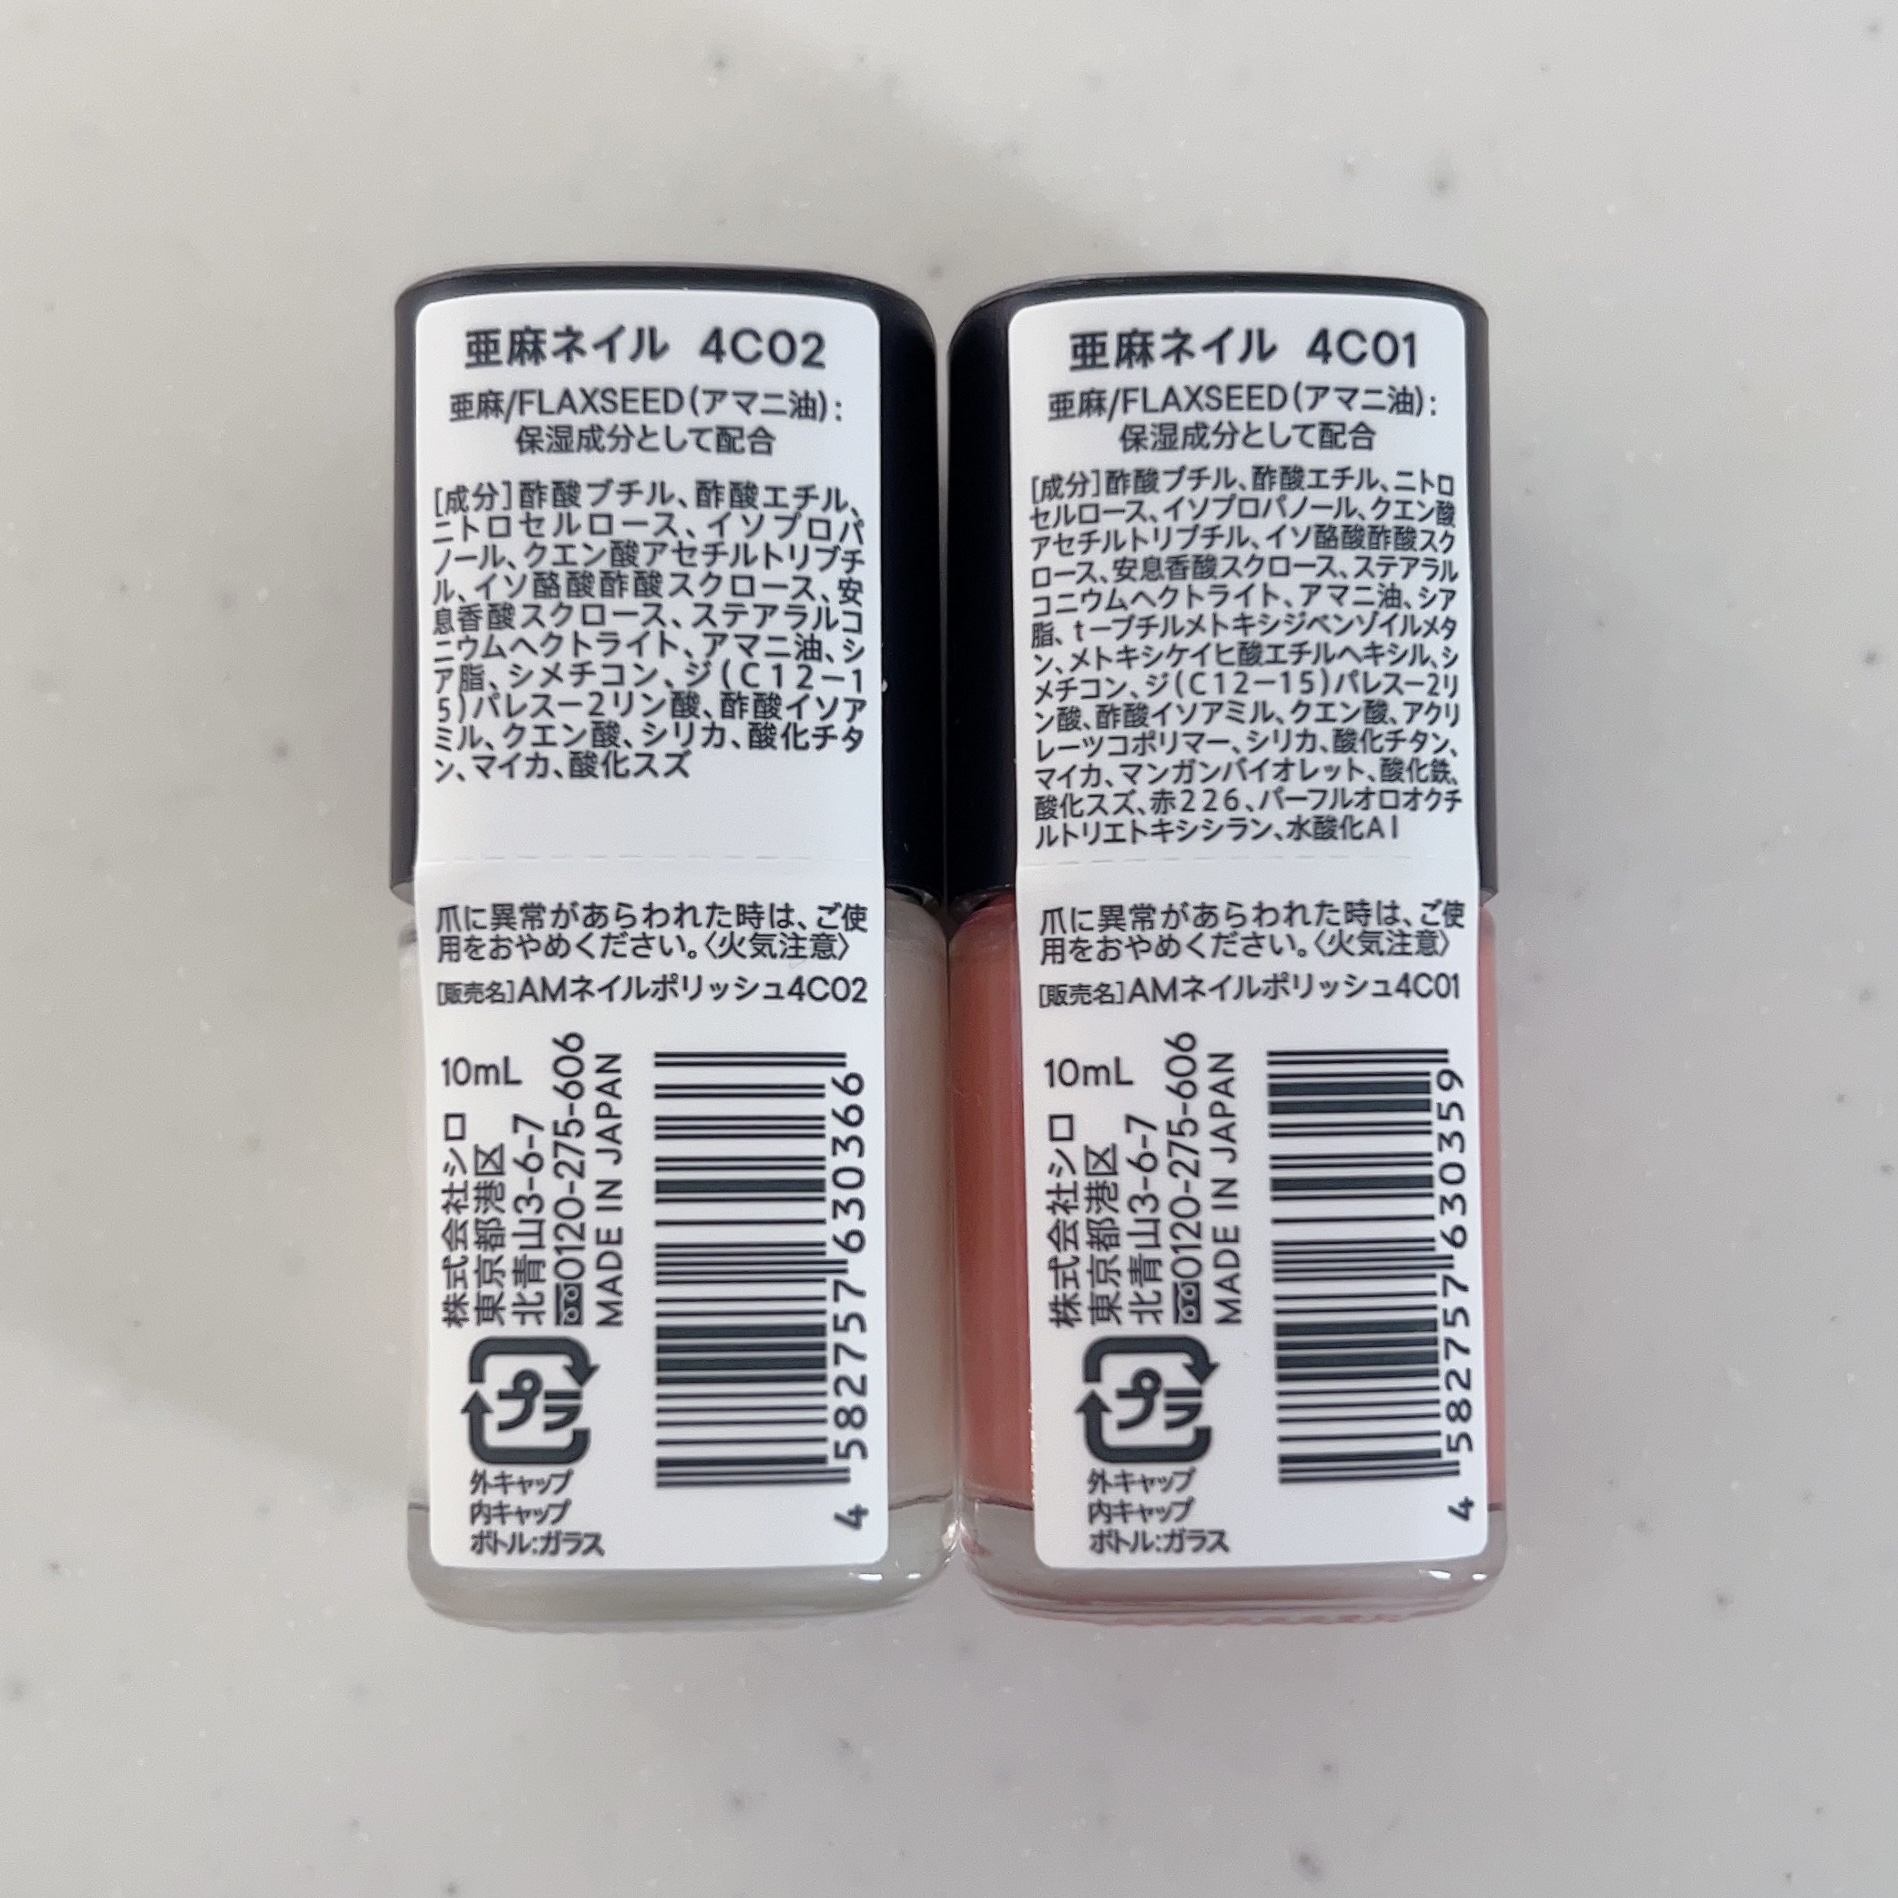 亜麻ネイル 4C02
亜麻/FLAXSEED(アマニ油):
保湿成分として配合
[成分]酢酸ブチル、酢酸エチル、
ニトロセルロース、イソプロパ
ノール、クエン酸アセチルトリブチ
ル、イソ酪酸酢酸スクロース、安
息香酸スクロース、ステアラルコ
ニウムヘクトライト、アマニ油、シ
ア脂、シメチコン、ジ(C12-1
5)パレス-2リン酸、酢酸イソア
ミル、クエン酸、シリカ、酸化チタ
ン、マイカ、酸化スズ
爪に異常があらわれた時は、ご使
用をおやめください。〈火気注意〉
[販売名]AMネイルポリッシュ4C02
10mL
株式会社シロ
東京都港区
北青山3-6-7
0120-275-606
MADE IN JAPAN
プラ
外キャップ
内キャップ
ボトル:ガラス
4 582757 630366
亜麻ネイル 4C01
亜麻/FLAXSEED(アマニ油):
保湿成分として配合
[成分]酢酸ブチル、酢酸エチル、ニトロ
セルロース、イソプロパノール、クエン酸
アセチルトリブチル、イソ酪酸酢酸スク
ロース、安息香酸スクロース、ステアラル
コニウムヘクトライト、アマニ油、シア
脂、t-ブチルメトキシジベンゾイルメタ
ン、メトキシケイヒ酸エチルヘキシル、シ
メチコン、ジ(C12-15)パレス-2リ
ン酸、酢酸イソアミル、クエン酸、アクリ
レーツコポリマー、シリカ、酸化チタン、
マイカ、マンガンバイオレット、酸化鉄、
酸化スズ、赤226、パーフルオロオクチ
ルトリエトキシシラン、水酸化Al
爪に異常があらわれた時は、ご使
用をおやめください。〈火気注意〉
[販売名]AMネイルポリッシュ4C01
10mL
株式会社シロ
東京都港区
北青山3-6-7
0120-275-606
MADE IN JAPAN
プラ
外キャップ
内キャップ
ボトル:ガラス
4 582757 630359